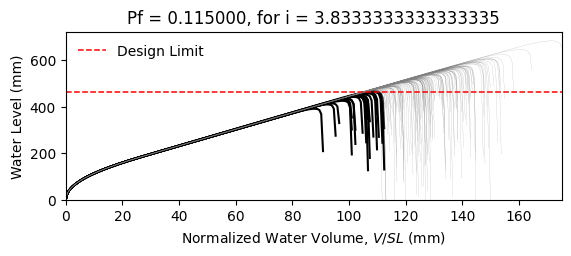 Pf = 0.115000, for i = 3.8333333333333335
Design Limit
Water Level (mm)
600
400
200
0
0 20 40 60 80 100 120 140 160
Normalized Water Volume, V/SL (mm)